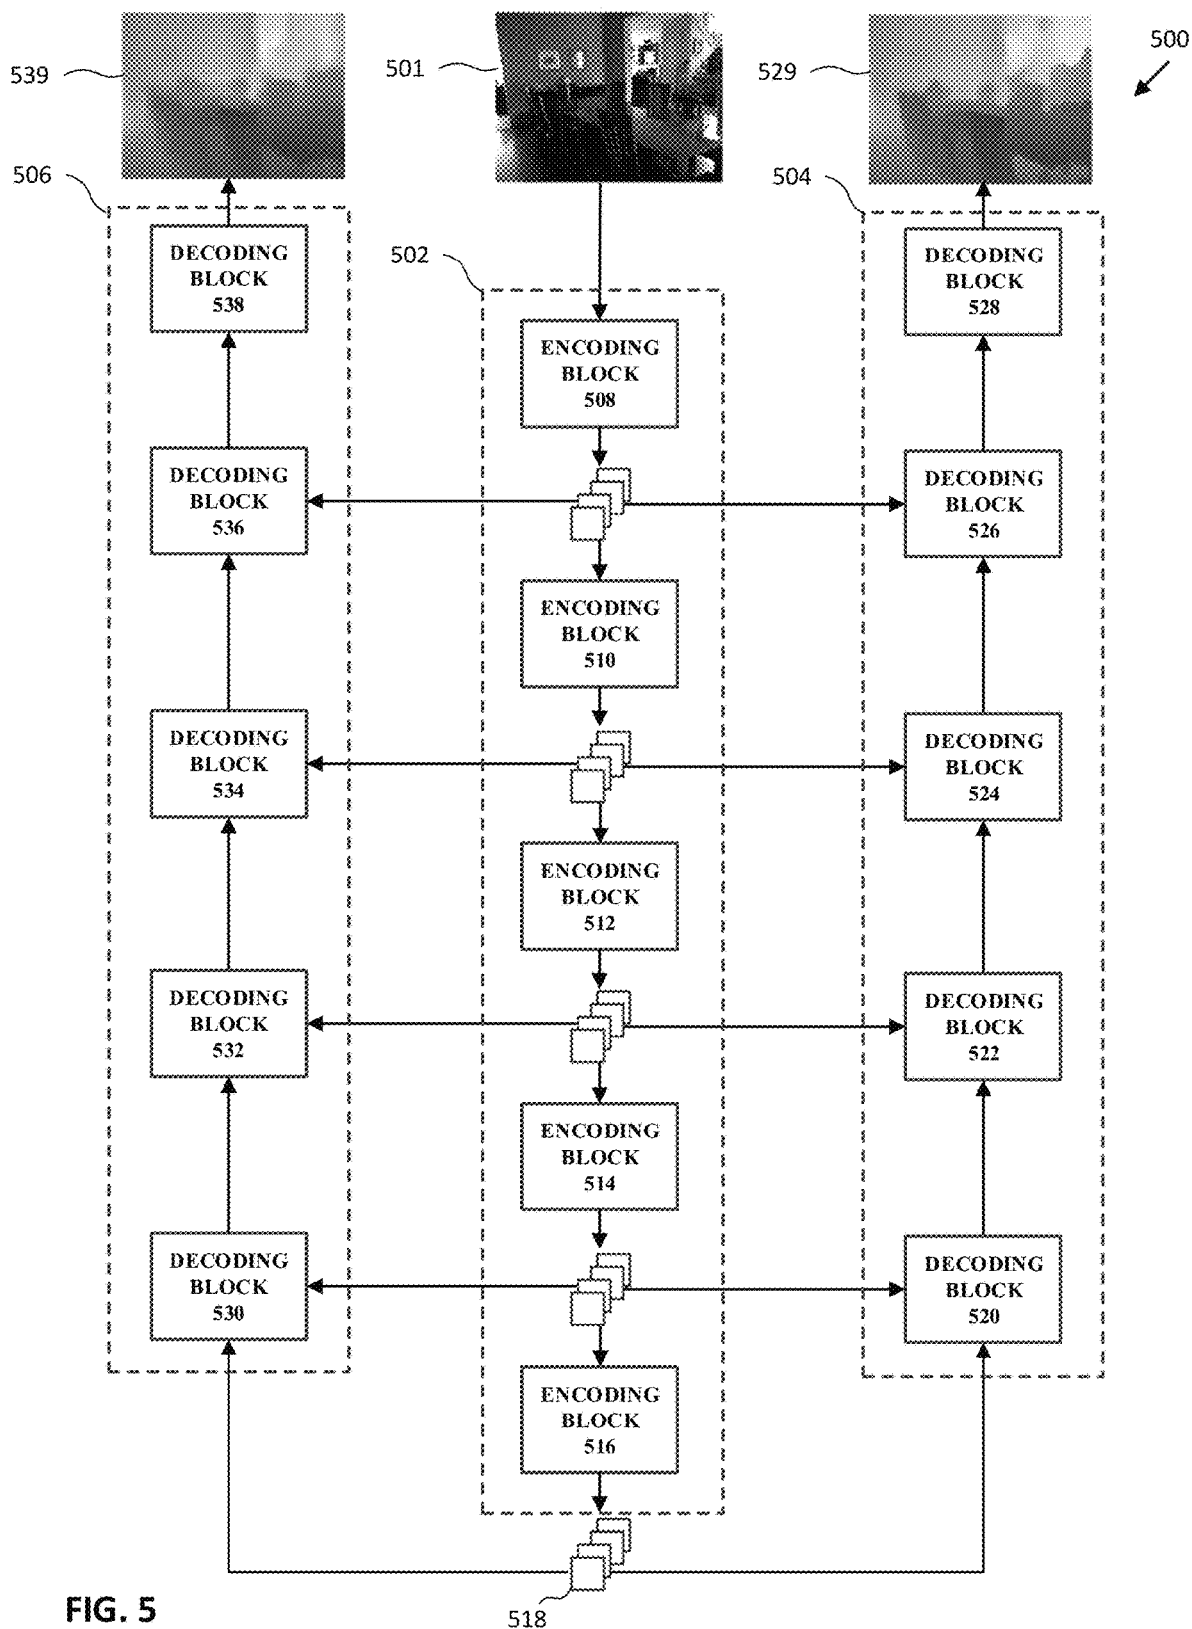 539
501
529
500
506
502
504
DECODING
BLOCK
538
DECODING
BLOCK
528
ENCODING
BLOCK
508
DECODING
BLOCK
536
DECODING
BLOCK
526
ENCODING
BLOCK
510
DECODING
BLOCK
534
DECODING
BLOCK
524
ENCODING
BLOCK
512
DECODING
BLOCK
532
DECODING
BLOCK
522
ENCODING
BLOCK
514
DECODING
BLOCK
530
DECODING
BLOCK
520
ENCODING
BLOCK
516
518
FIG. 5